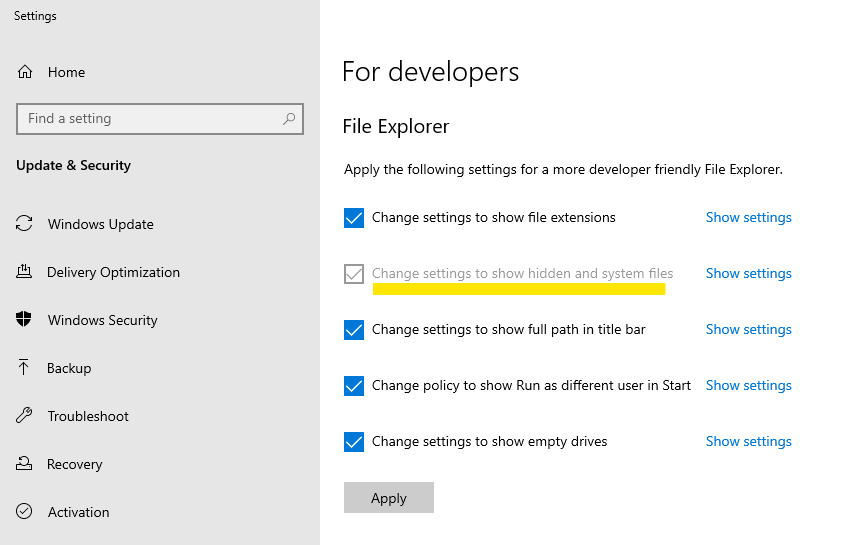 Settings
Home
Find a setting
Update & Security
Windows Update
Delivery Optimization
Windows Security
Backup
Troubleshoot
Recovery
Activation
For developers
File Explorer
Apply the following settings for a more developer friendly File Explorer.
Change settings to show file extensions Show settings
Change settings to show hidden and system files Show settings
Change settings to show full path in title bar Show settings
Change policy to show Run as different user in Start Show settings
Change settings to show empty drives Show settings
Apply